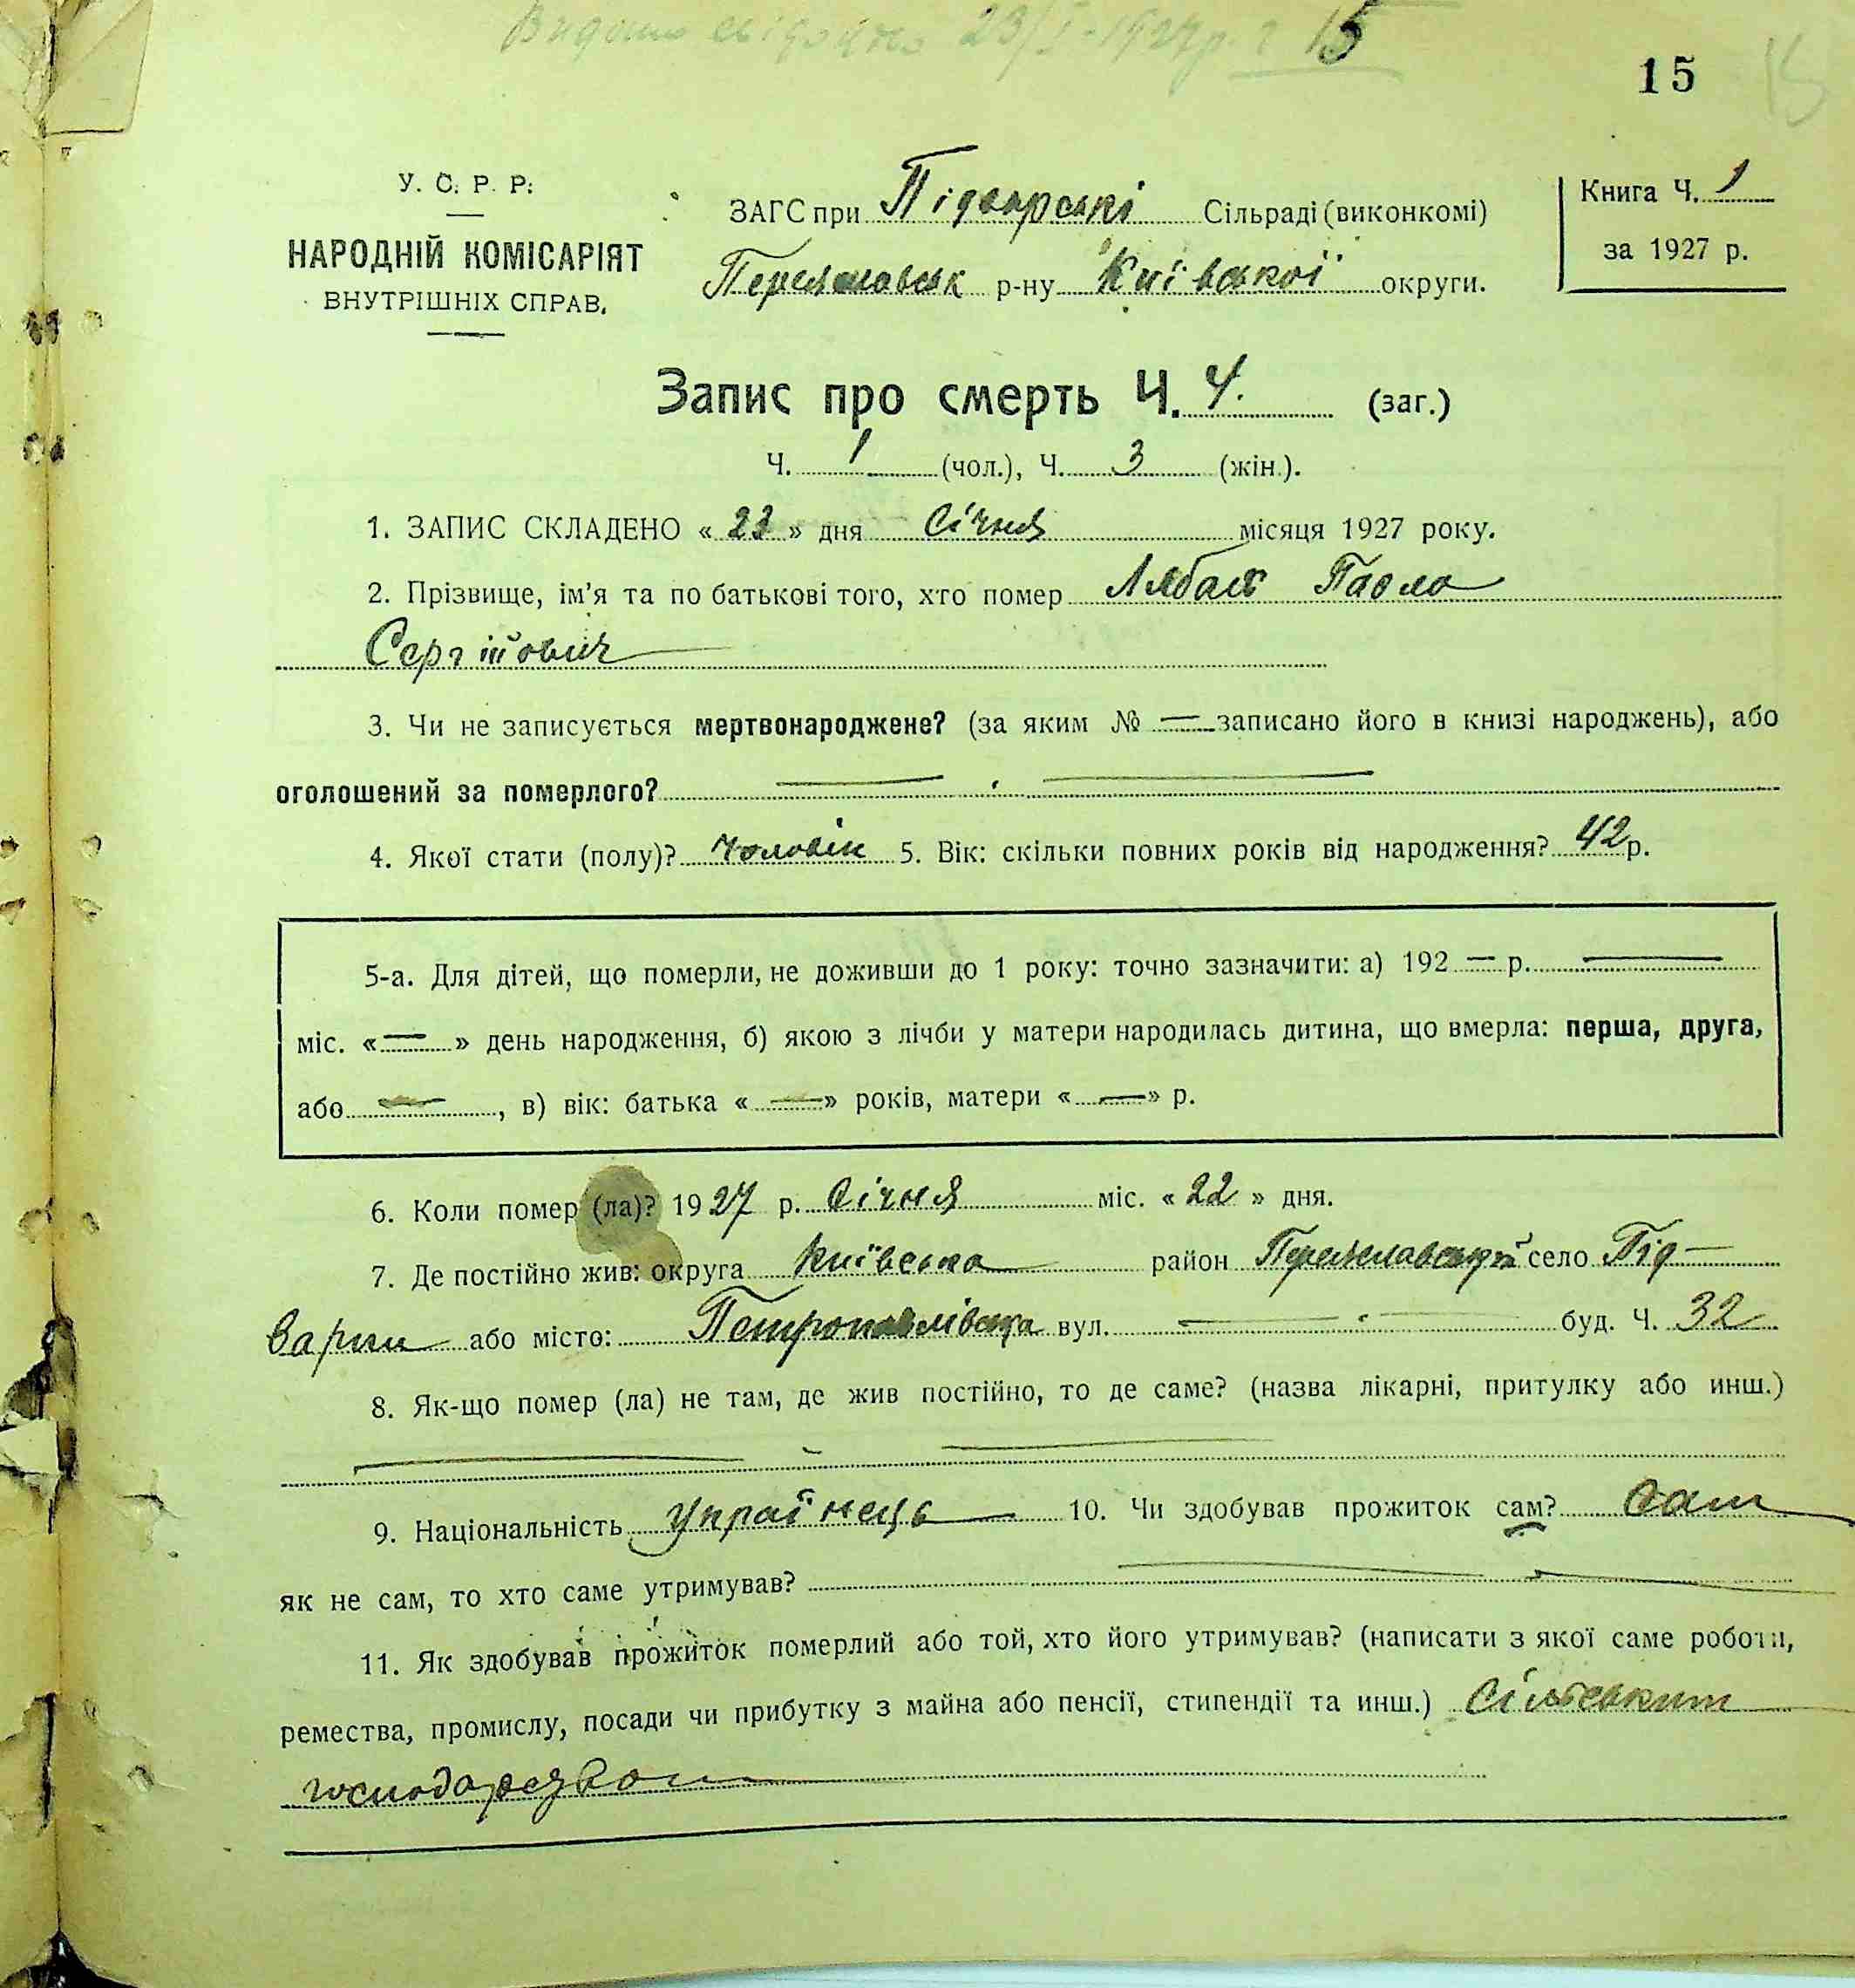 Видано свідоцтво 23/I-1927 р. 15
15
У. С. Р. Р.
НАРОДНІЙ КОМІСАРІЯТ
ВНУТРІШНІХ СПРАВ.
ЗАГС при Підварські Сільраді (виконкомі)
Переяславськ р-ну Київської округи.
Книга Ч. 1
за 1927 р.
Запис про смерть Ч. 4. (заг.)
Ч. 1 (чол.), Ч. 3 (жін.).
1. ЗАПИС СКЛАДЕНО « 23 » дня Січня місяця 1927 року.
2. Прізвище, ім'я та по батькові того, хто помер Павло
Сергійович
3. Чи не записується мертвонароджене? (за яким № — записано його в книзі народжень), або
оголошений за померлого?
4. Якої стати (полу)? Чоловік 5. Вік: скільки повних років від народження? 42 р.
5-а. Для дітей, що померли, не доживши до 1 року: точно зазначити: а) 192 — р. —
міс. « — » день народження, б) якою з лічби у матери народилась дитина, що вмерла: перша, друга,
або — , в) вік: батька « — » років, матери « — » р.
6. Коли помер (ла)? 1927 р. Січня міс. « 22 » дня.
7. Де постійно жив: округа Київська район Переяславський село Під-
варки або місто: Петропавлівська вул. — буд. Ч. 32
8. Як-що помер (ла) не там, де жив постійно, то де саме? (назва лікарні, притулку або инш.)
9. Національність Українець 10. Чи здобував прожиток сам? Сам
як не сам, то хто саме утримував?
11. Як здобував прожиток померлий або той, хто його утримував? (написати з якої саме роботи,
ремества, промислу, посади чи прибутку з майна або пенсії, стипендії та инш.) Сільським
господарством